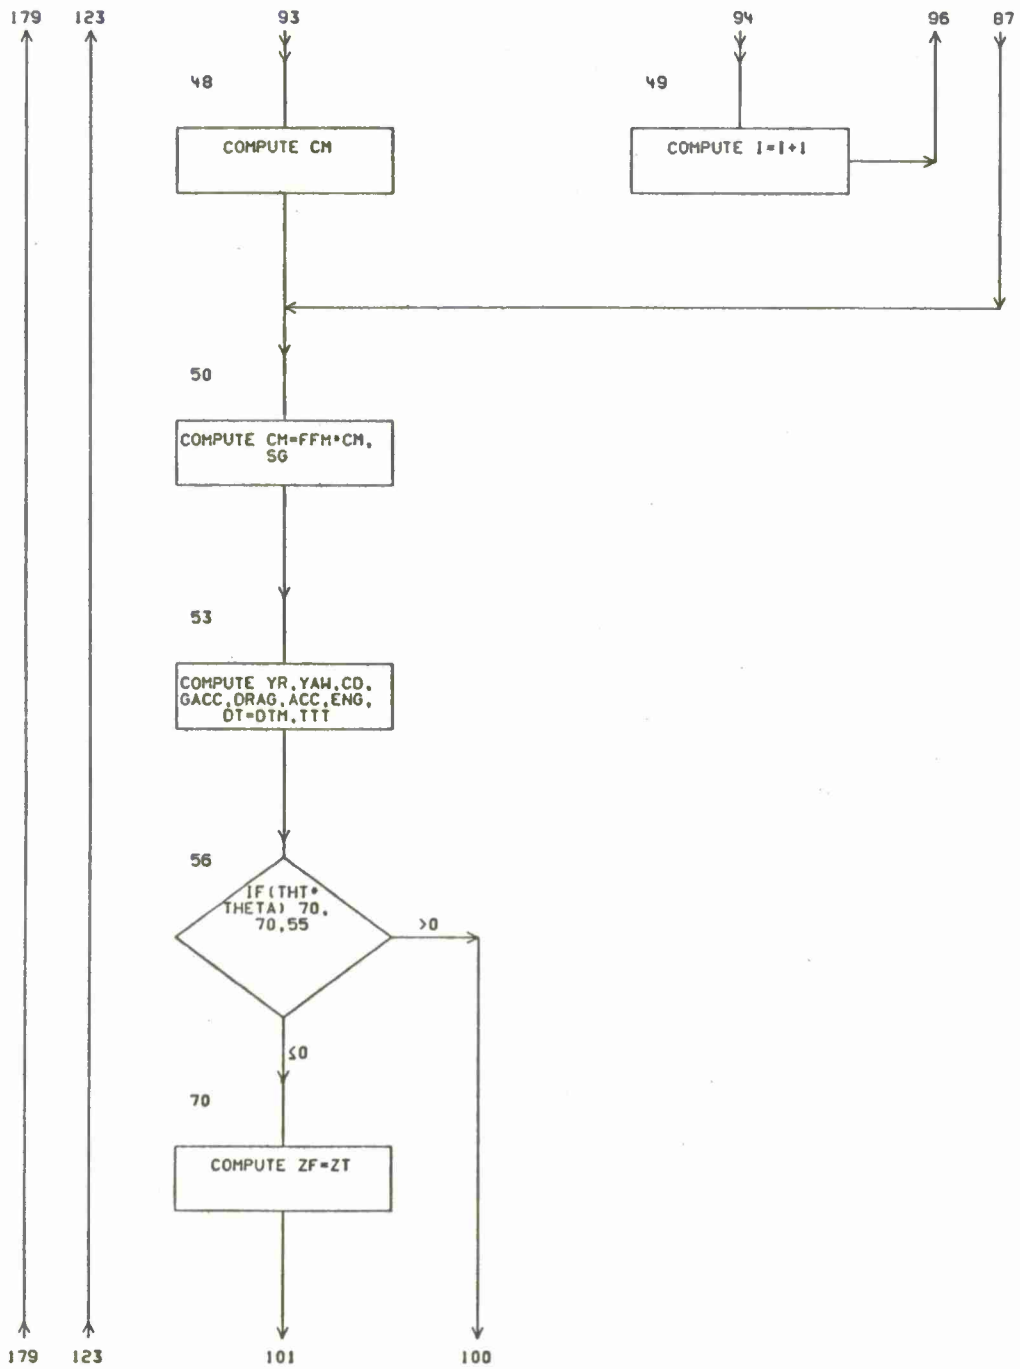 179 123 93 94 96 87
48 49
COMPUTE CM
COMPUTE I=I+1
50
COMPUTE CM=FFM*CM,
SG
53
COMPUTE YR,YAW,CD,
GACC,DRAG,ACC,ENG,
DT=DTM,TTT
56
IF(THT*
THETA) 70,
70,55
>0
≤0
70
COMPUTE ZF=ZT
179 123 101 100